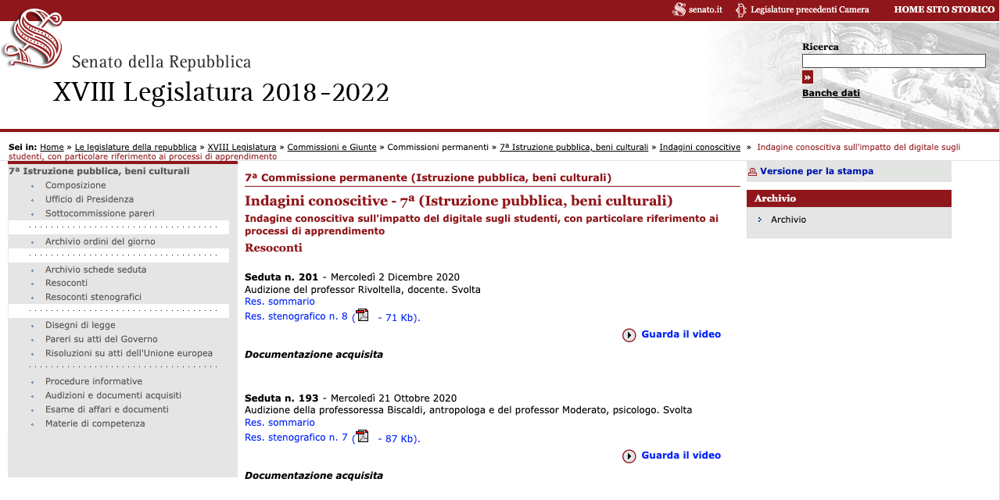 senato.it Legislature precedenti Camera HOME SITO STORICO
Senato della Repubblica
XVIII Legislatura 2018-2022
Ricerca
»
Banche dati
Sei in: Home » Le legislature della repubblica » XVIII Legislatura » Commissioni e Giunte » Commissioni permanenti » 7ª Istruzione pubblica, beni culturali » Indagini conoscitive » Indagine conoscitiva sull'impatto del digitale sugli
studenti, con particolare riferimento ai processi di apprendimento
7ª Istruzione pubblica, beni culturali
Composizione
Ufficio di Presidenza
Sottocommissione pareri
Archivio ordini del giorno
Archivio schede seduta
Resoconti
Resoconti stenografici
Disegni di legge
Pareri su atti del Governo
Risoluzioni su atti dell'Unione europea
Procedure informative
Audizioni e documenti acquisiti
Esame di affari e documenti
Materie di competenza
7ª Commissione permanente (Istruzione pubblica, beni culturali)
Indagini conoscitive - 7ª (Istruzione pubblica, beni culturali)
Indagine conoscitiva sull'impatto del digitale sugli studenti, con particolare riferimento ai
processi di apprendimento
Resoconti
Seduta n. 201 - Mercoledì 2 Dicembre 2020
Audizione del professor Rivoltella, docente. Svolta
Res. sommario
Res. stenografico n. 8 ( - 71 Kb).
Guarda il video
Documentazione acquisita
Seduta n. 193 - Mercoledì 21 Ottobre 2020
Audizione della professoressa Biscaldi, antropologa e del professor Moderato, psicologo. Svolta
Res. sommario
Res. stenografico n. 7 ( - 87 Kb).
Guarda il video
Documentazione acquisita
Versione per la stampa
Archivio
Archivio